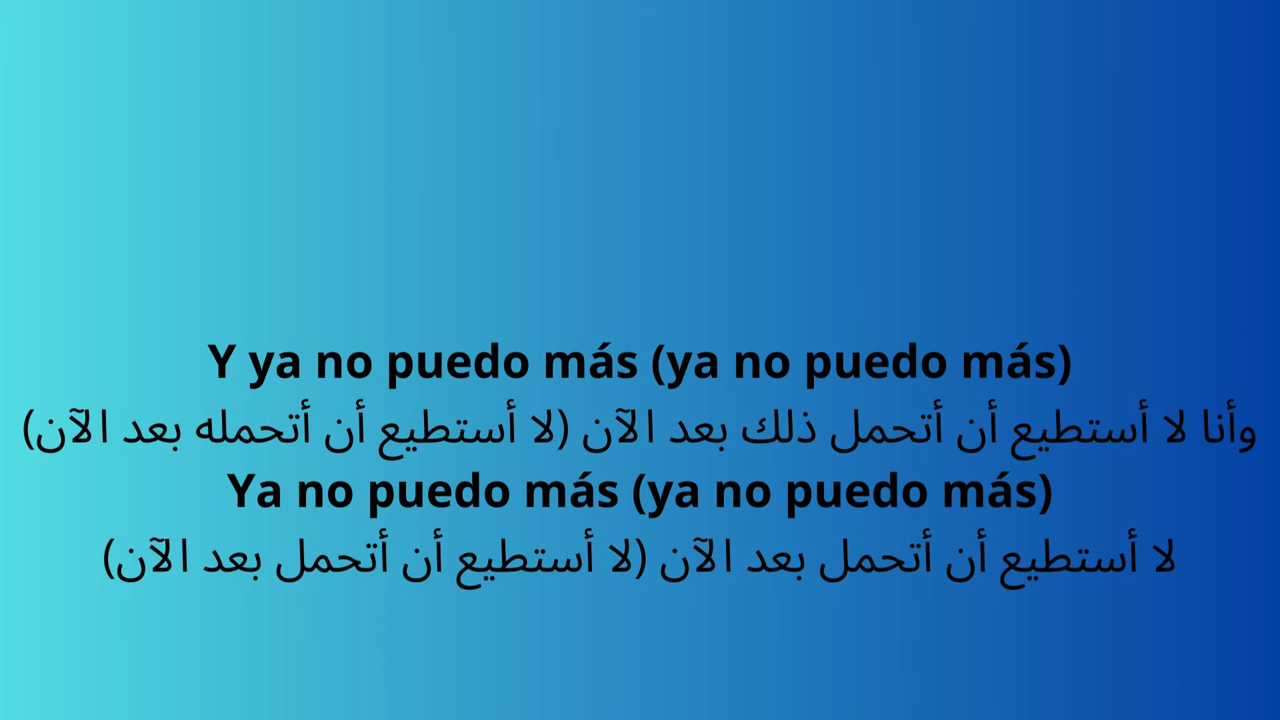 Y ya no puedo más (ya no puedo más)
وأنا لا أستطيع أن أتحمل ذلك بعد الآن (لا أستطيع أن أتحمله بعد الآن)
Ya no puedo más (ya no puedo más)
لا أستطيع أن أتحمل بعد الآن (لا أستطيع أن أتحمل بعد الآن)